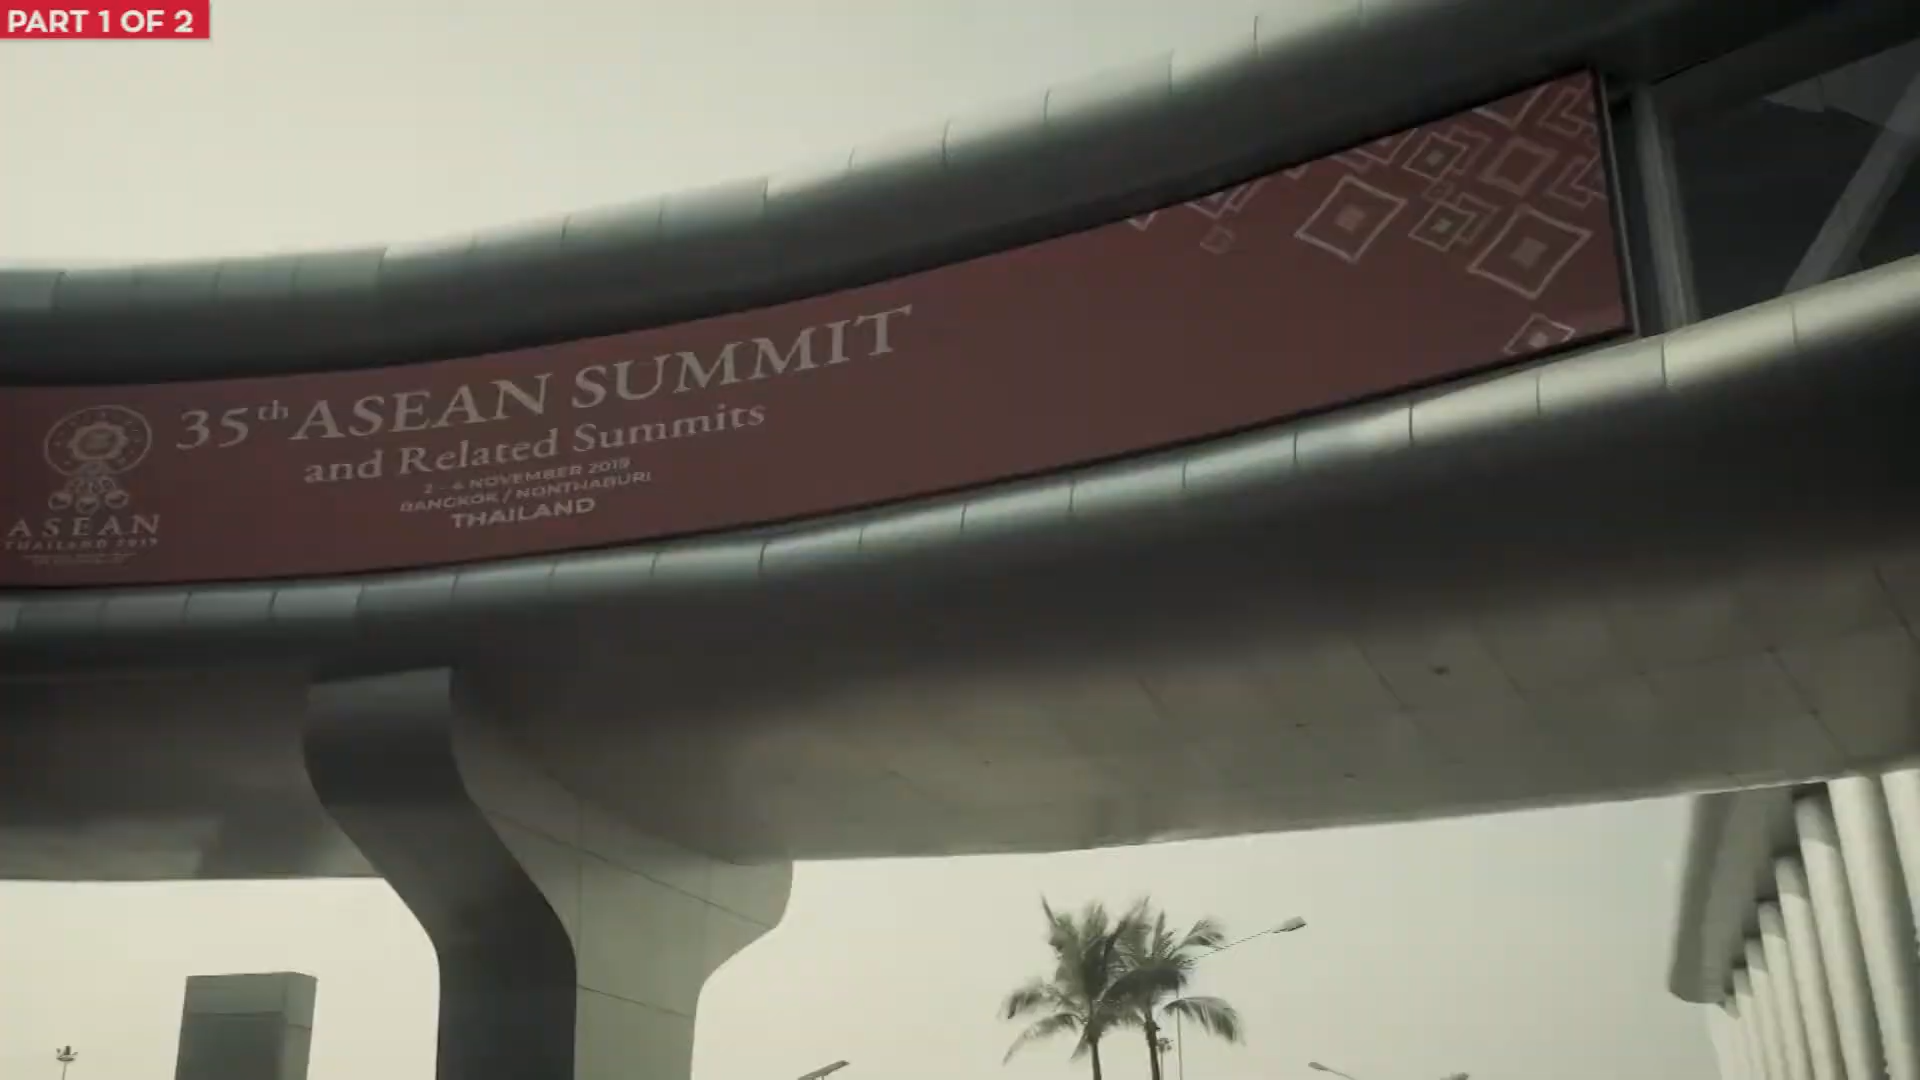 PART 1 OF 2
35th ASEAN SUMMIT
and Related Summits
2 - 4 NOVEMBER 2019
BANGKOK / NONTHABURI
THAILAND
ASEAN
THAILAND 2019